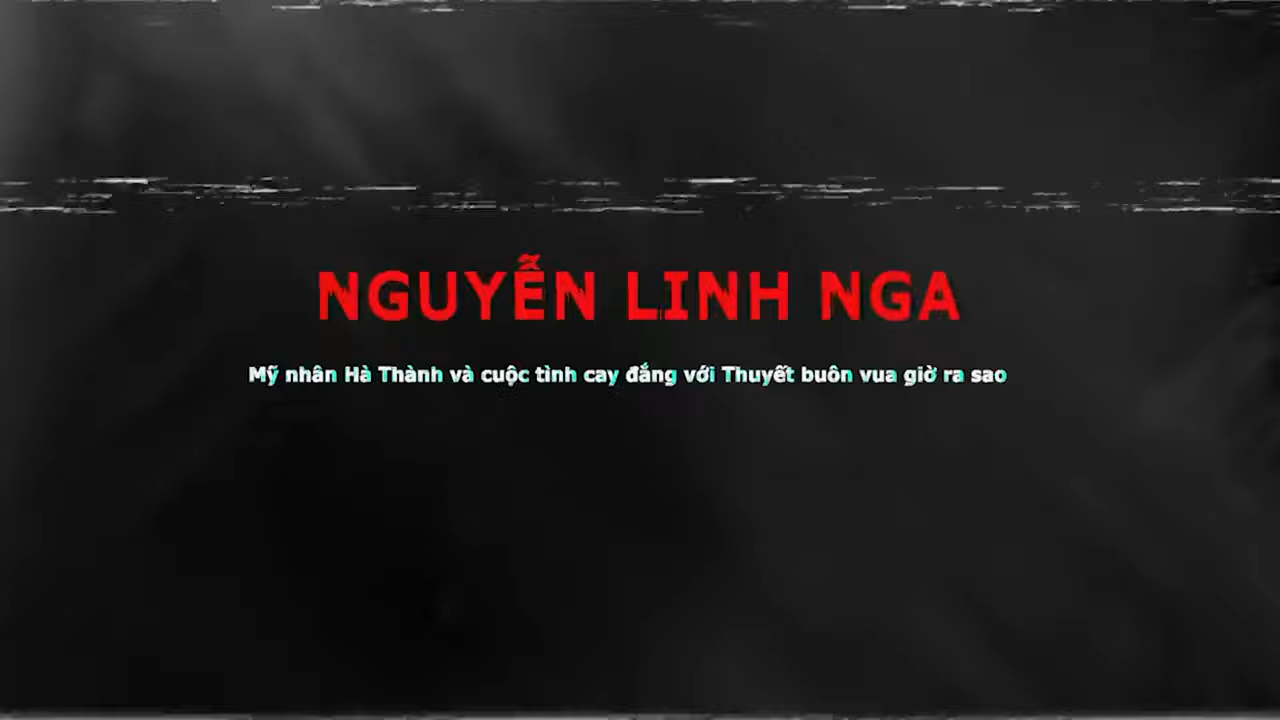 NGUYỄN LINH NGA
Mỹ nhân Hà Thành và cuộc tình cay đắng với Thuyết buôn vua giờ ra sao